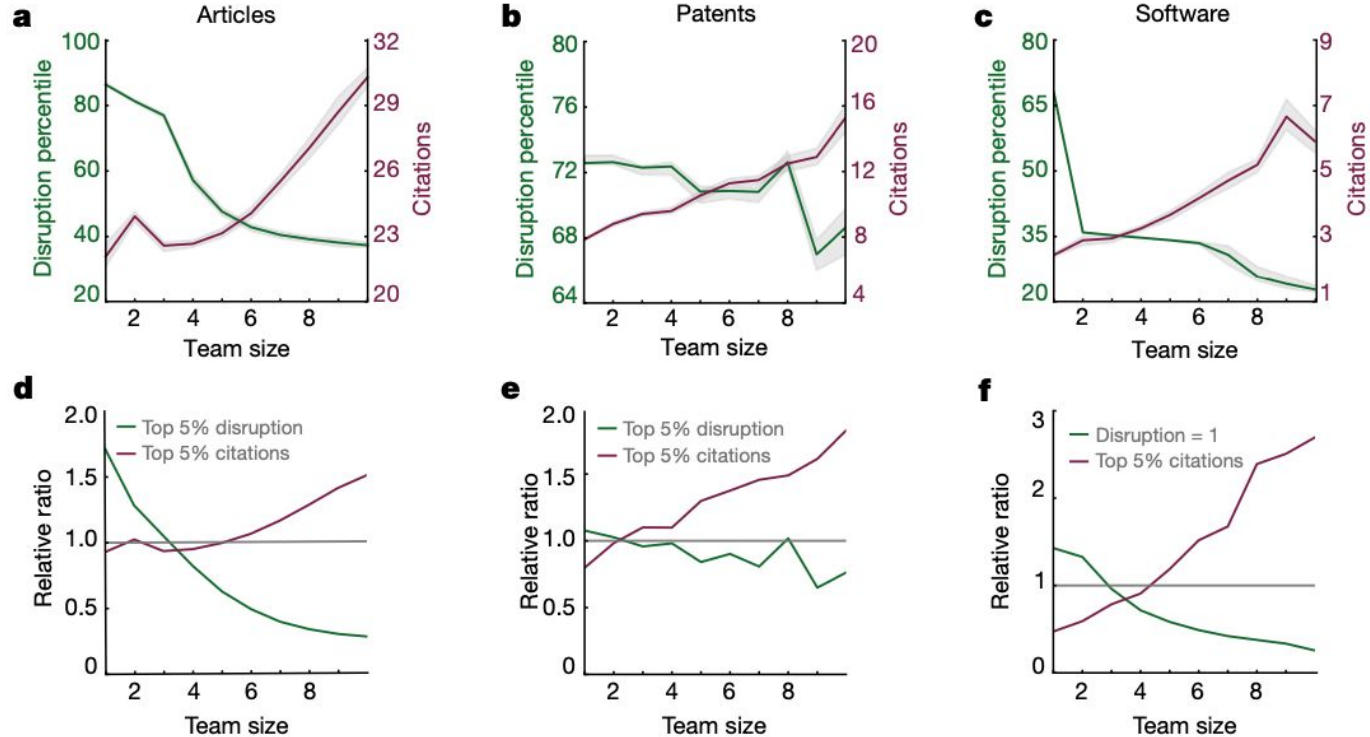 a
Articles
100
80
60
40
20
Disruption percentile
32
29
26
23
20
Citations
2 4 6 8
Team size
b
Patents
80
76
72
68
64
Disruption percentile
20
16
12
8
4
Citations
2 4 6 8
Team size
c
Software
80
65
50
35
20
Disruption percentile
9
7
5
3
1
Citations
2 4 6 8
Team size
d
2.0
1.5
1.0
0.5
0
Relative ratio
Top 5% disruption
Top 5% citations
2 4 6 8
Team size
e
2.0
1.5
1.0
0.5
0
Relative ratio
Top 5% disruption
Top 5% citations
2 4 6 8
Team size
f
3
2
1
0
Relative ratio
Disruption = 1
Top 5% citations
2 4 6 8
Team size